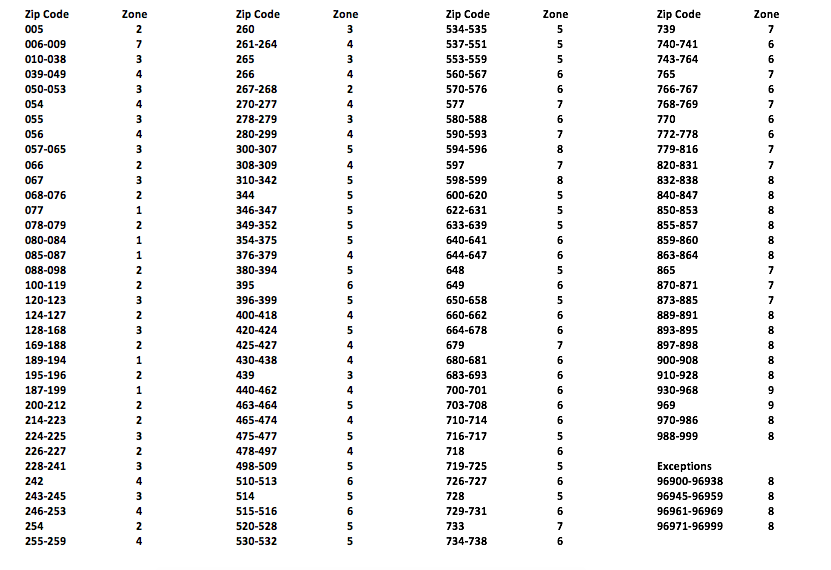 Zip Code Zone Zip Code Zone Zip Code Zone Zip Code Zone
005 2 260 3 534-535 5 739 7
006-009 7 261-264 4 537-551 5 740-741 6
010-038 3 265 3 553-559 5 743-764 6
039-049 4 266 4 560-567 6 765 7
050-053 3 267-268 2 570-576 6 766-767 6
054 4 270-277 4 577 7 768-769 7
055 3 278-279 3 580-588 6 770 6
056 4 280-299 4 590-593 7 772-778 6
057-065 3 300-307 5 594-596 8 779-816 7
066 2 308-309 4 597 7 820-831 7
067 3 310-342 5 598-599 8 832-838 8
068-076 2 344 5 600-620 5 840-847 8
077 1 346-347 5 622-631 5 850-853 8
078-079 2 349-352 5 633-639 5 855-857 8
080-084 1 354-375 5 640-641 6 859-860 8
085-087 1 376-379 4 644-647 6 863-864 8
088-098 2 380-394 5 648 5 865 7
100-119 2 395 6 649 6 870-871 7
120-123 3 396-399 5 650-658 5 873-885 7
124-127 2 400-418 4 660-662 6 889-891 8
128-168 3 420-424 5 664-678 6 893-895 8
169-188 2 425-427 4 679 7 897-898 8
189-194 1 430-438 4 680-681 6 900-908 8
195-196 2 439 3 683-693 6 910-928 8
187-199 1 440-462 4 700-701 6 930-968 9
200-212 2 463-464 5 703-708 6 969 9
214-223 2 465-474 4 710-714 6 970-986 8
224-225 3 475-477 5 716-717 5 988-999 8
226-227 2 478-497 4 718 6
228-241 3 498-509 5 719-725 5 Exceptions
242 4 510-513 6 726-727 6 96900-96938 8
243-245 3 514 5 728 5 96945-96959 8
246-253 4 515-516 6 729-731 6 96961-96969 8
254 2 520-528 5 733 7 96971-96999 8
255-259 4 530-532 5 734-738 6